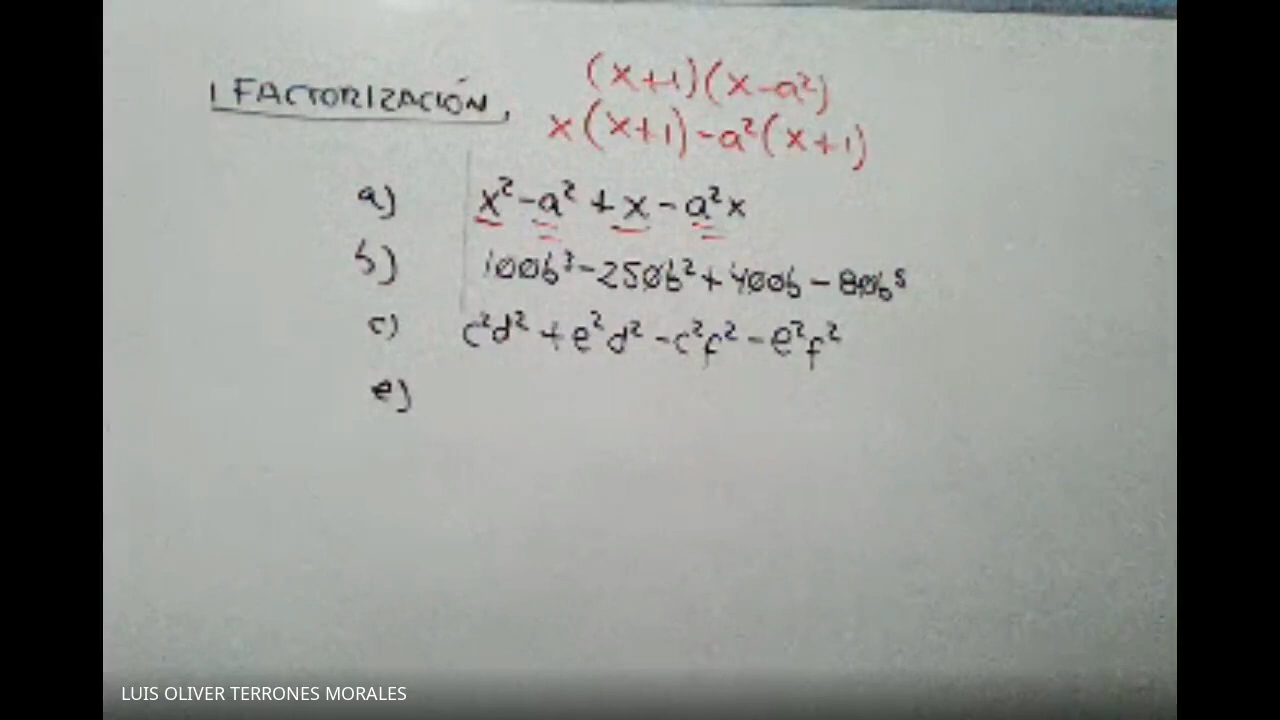 1 FACTORIZACIÓN.
(x+1)(x-a²)
x(x+1)-a²(x+1)
a) x²-a²+x-a²x
b) 100b³-250b²+400b-80b⁵
c) c²d²+e²d²-c²f²-e²f²
e)
LUIS OLIVER TERRONES MORALES